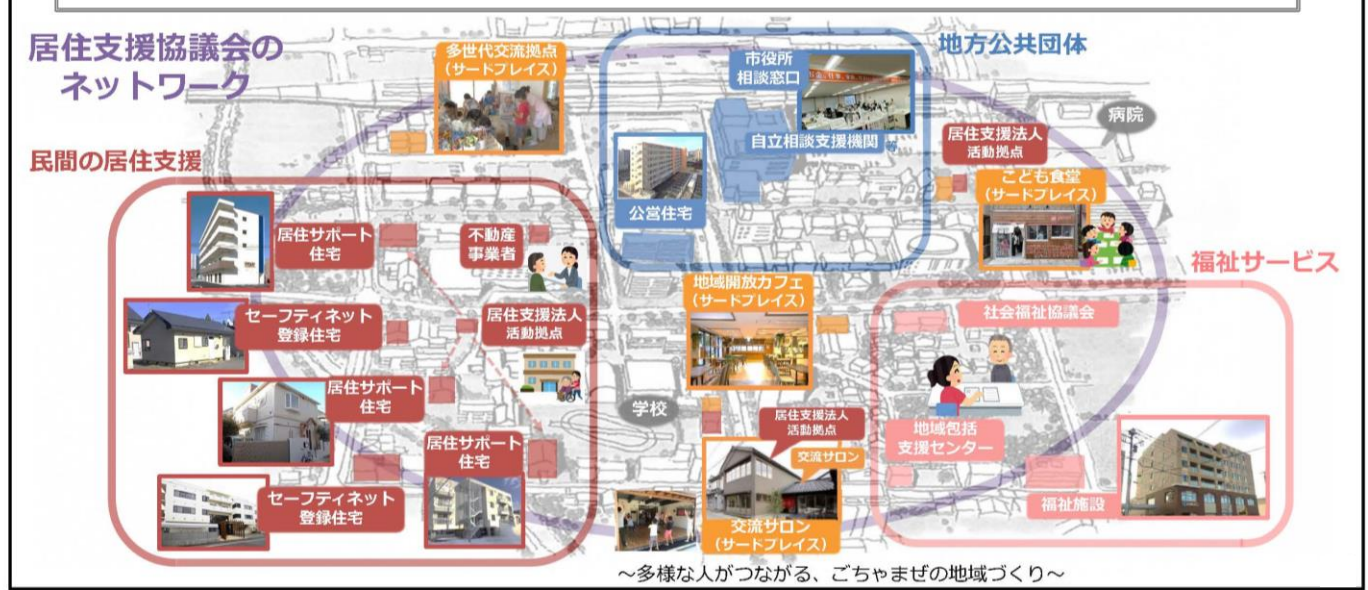 居住支援協議会の
ネットワーク
多世代交流拠点
(サードプレイス)
地方公共団体
市役所
相談窓口
自立相談支援機関 等
公営住宅
病院
居住支援法人
活動拠点
こども食堂
(サードプレイス)
民間の居住支援
居住サポート
住宅
不動産
事業者
セーフティネット
登録住宅
居住支援法人
活動拠点
居住サポート
住宅
居住サポート
住宅
セーフティネット
登録住宅
地域開放カフェ
(サードプレイス)
学校
居住支援法人
活動拠点
交流サロン
交流サロン
(サードプレイス)
福祉サービス
社会福祉協議会
地域包括
支援センター
福祉施設
～多様な人がつながる、ごちゃまぜの地域づくり～